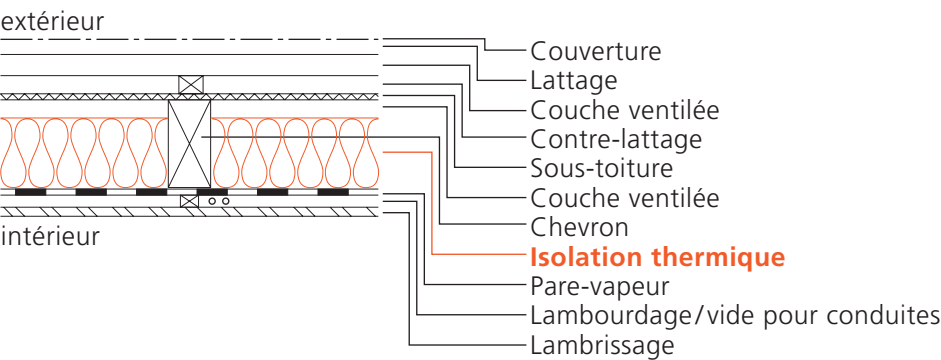 extérieur
Couverture
Lattage
Couche ventilée
Contre-lattage
Sous-toiture
Couche ventilée
Chevron
intérieur
Isolation thermique
Pare-vapeur
Lambourdage/vide pour conduites
Lambrissage